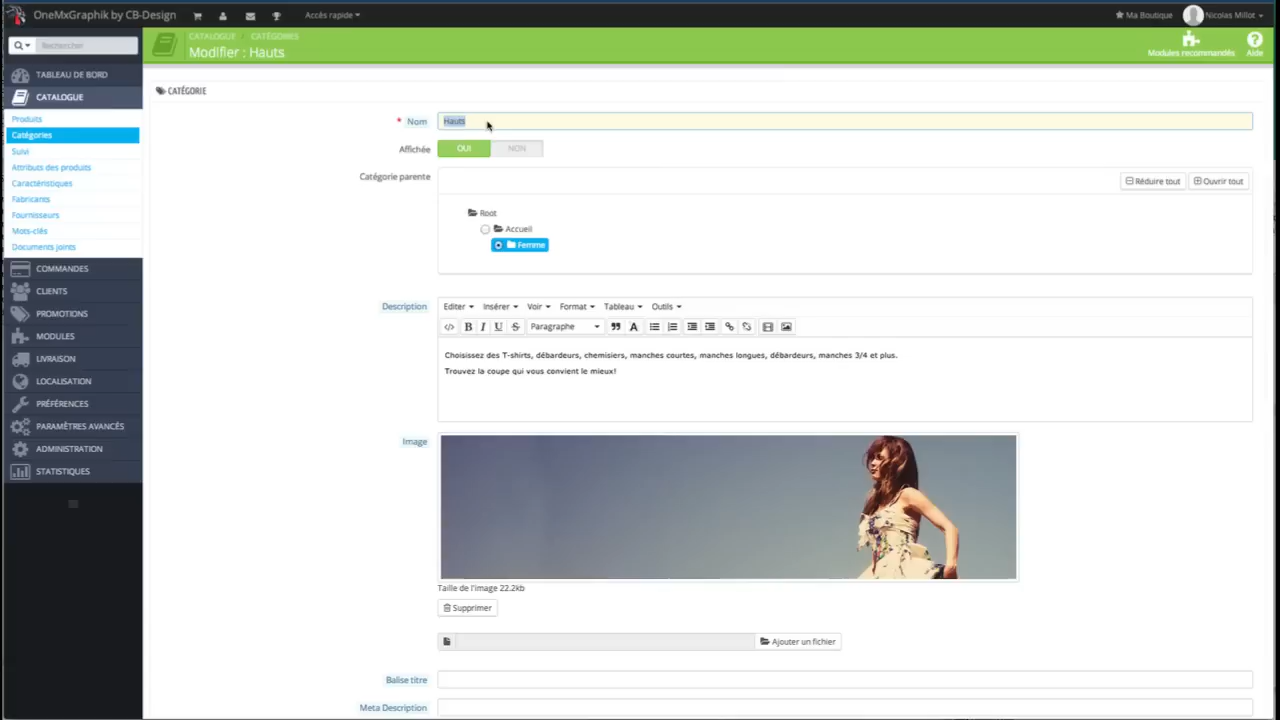 OneMxGraphik by CB-Design
Accès rapide
Ma Boutique
Nicolas Millot
Rechercher
CATALOGUE / CATÉGORIES
Modifier : Hauts
Modules recommandés
Aide
TABLEAU DE BORD
CATALOGUE
Produits
Catégories
Suivi
Attributs des produits
Caractéristiques
Fabricants
Fournisseurs
Mots-clés
Documents joints
COMMANDES
CLIENTS
PROMOTIONS
MODULES
LIVRAISON
LOCALISATION
PRÉFÉRENCES
PARAMÈTRES AVANCÉS
ADMINISTRATION
STATISTIQUES
CATÉGORIE
* Nom
Hauts
Affichée
OUI
NON
Catégorie parente
Réduire tout
Ouvrir tout
Root
Accueil
Femme
Description
Editer
Insérer
Voir
Format
Tableau
Outils
B I U S Paragraphe
Choisissez des T-shirts, débardeurs, chemisiers, manches courtes, manches longues, débardeurs, manches 3/4 et plus.
Trouvez la coupe qui vous convient le mieux!
Image
Taille de l'image 22.2kb
Supprimer
Ajouter un fichier
Balise titre
Meta Description